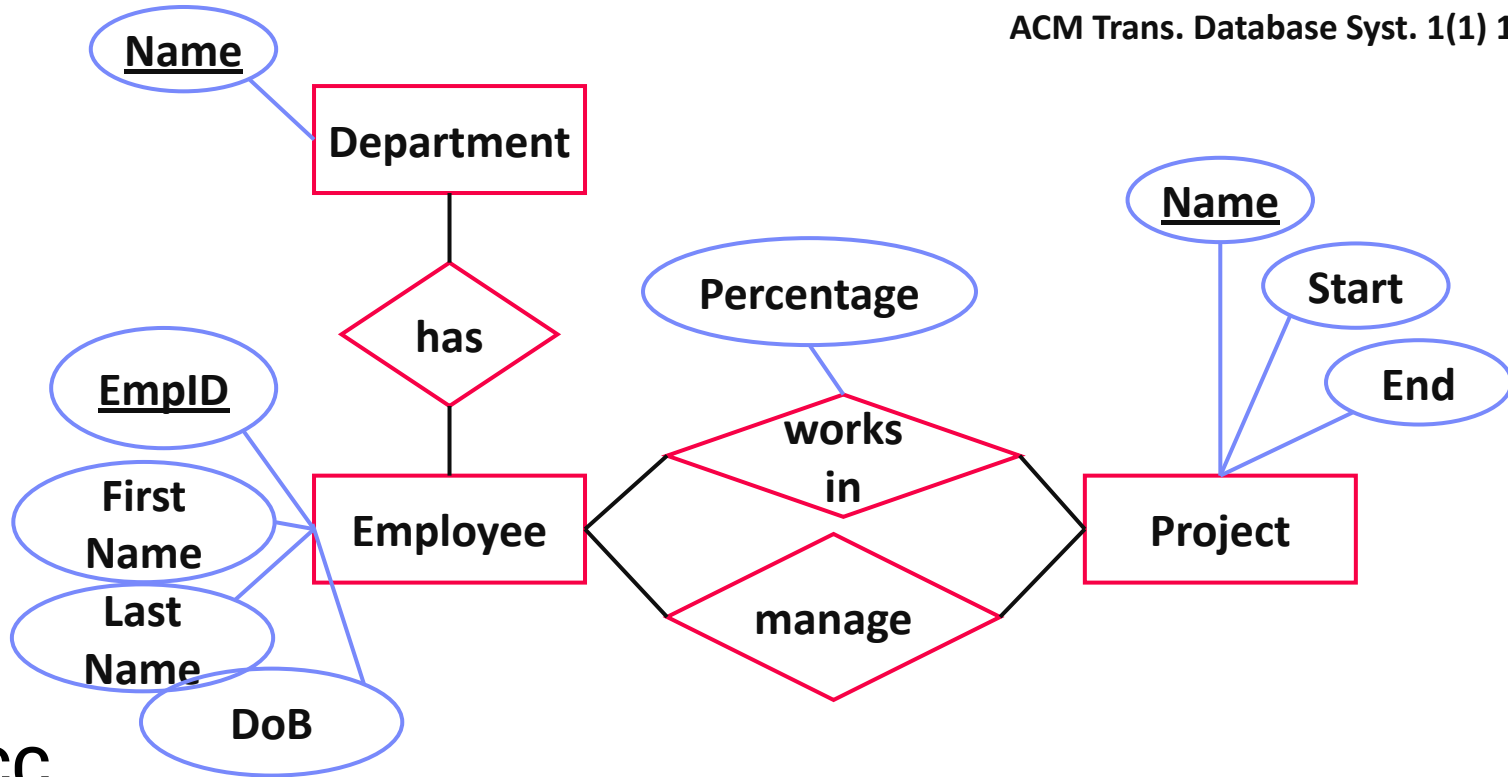 ACM Trans. Database Syst. 1(1) 1
Name
Department
Name
Percentage
Start
has
End
EmpID
works
in
First
Name
Employee
Project
Last
Name
manage
DoB